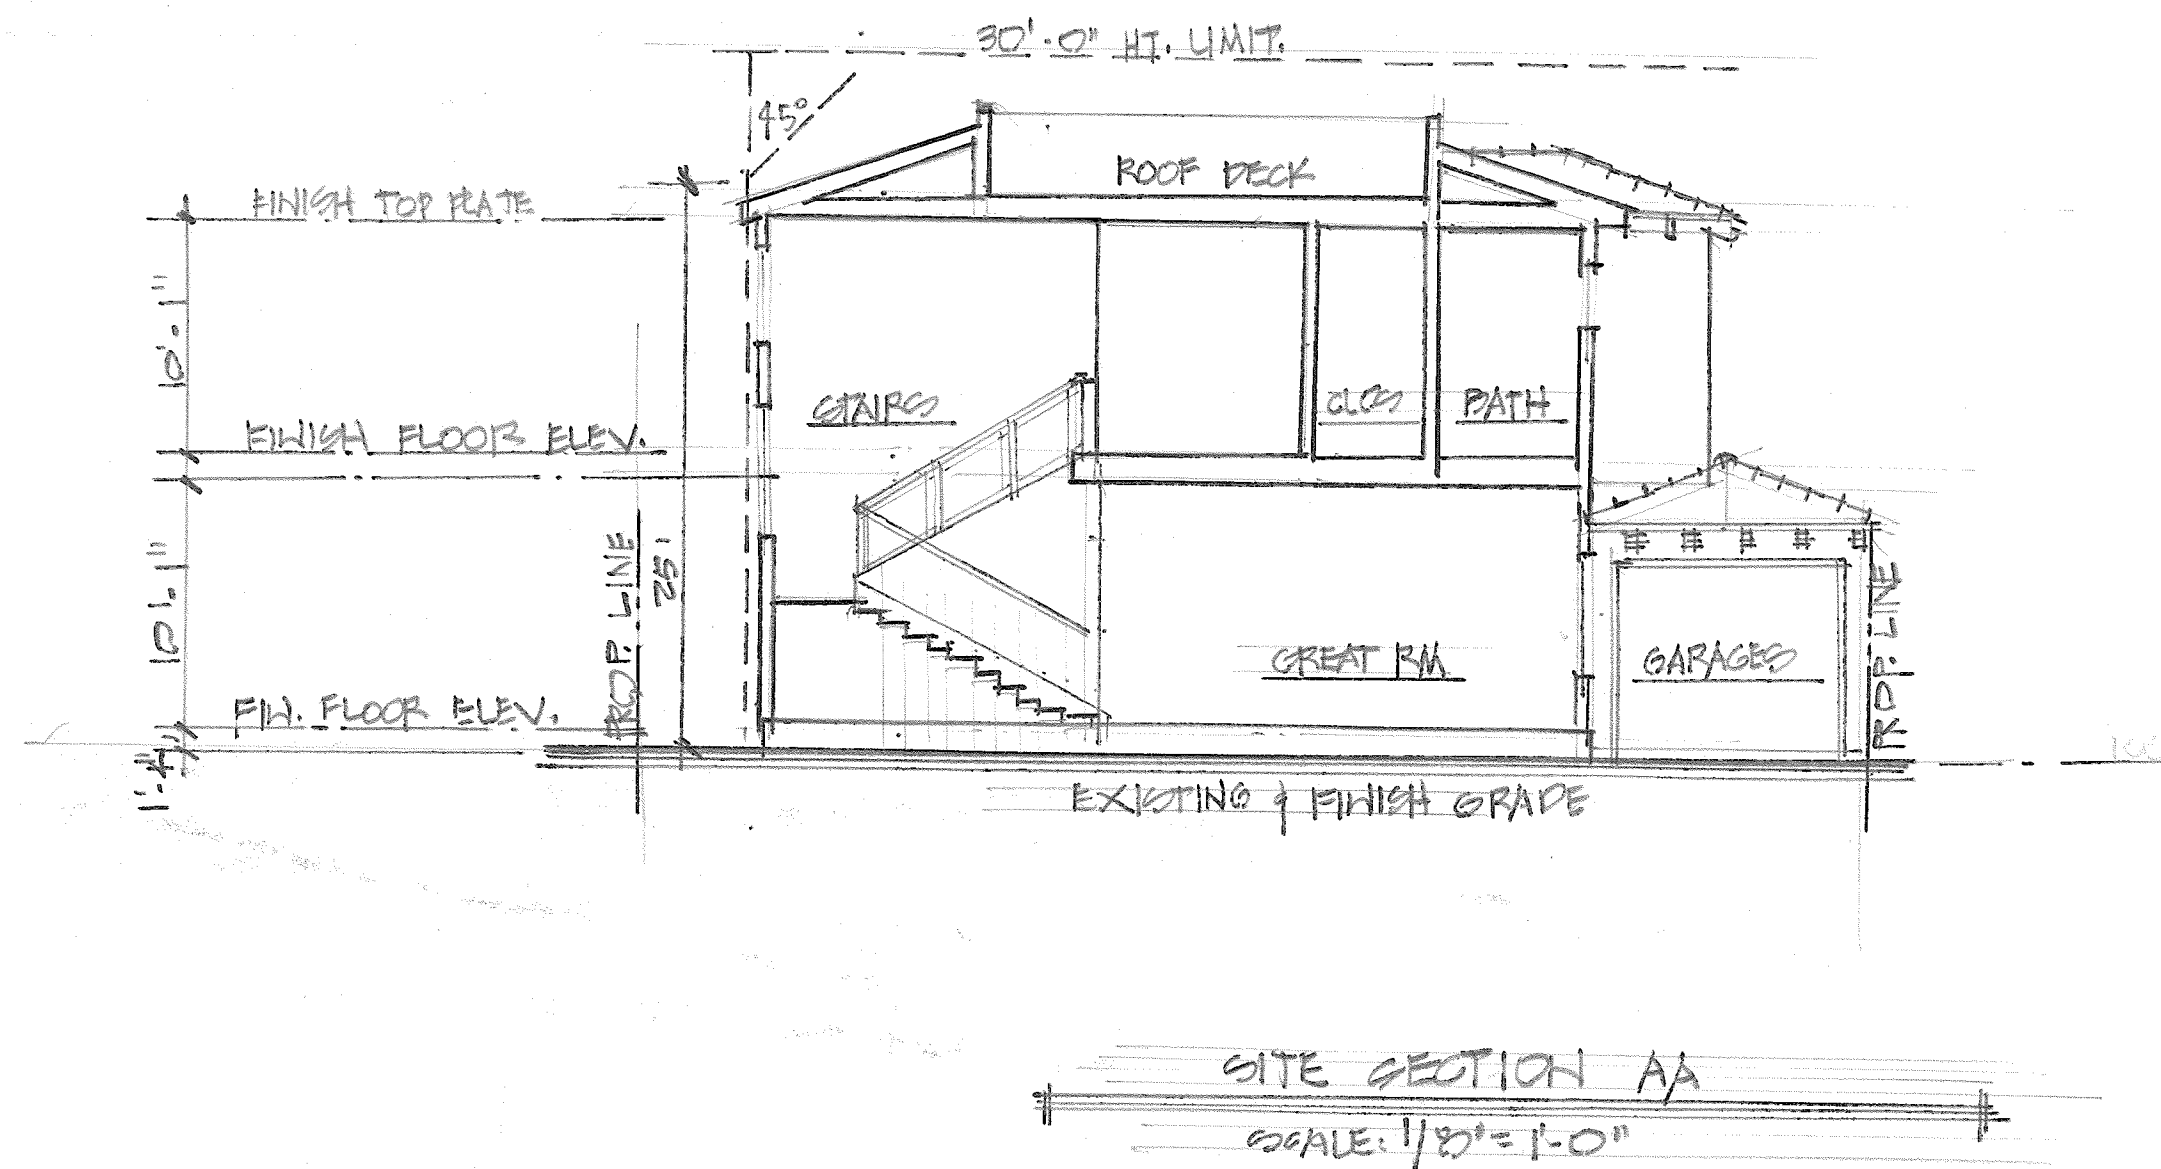 30'-0" HT. LIMIT.
45°
ROOF DECK
FINISH TOP PLATE
10'-1"
STAIRS
CLOS
BATH
FINISH FLOOR ELEV.
10'-1"
PROP. LINE
25'
GREAT RM
GARAGES
PROP. LINE
FIN. FLOOR ELEV.
1'-4"
EXISTING & FINISH GRADE
SITE SECTION AA
SCALE: 1/8" = 1'-0"